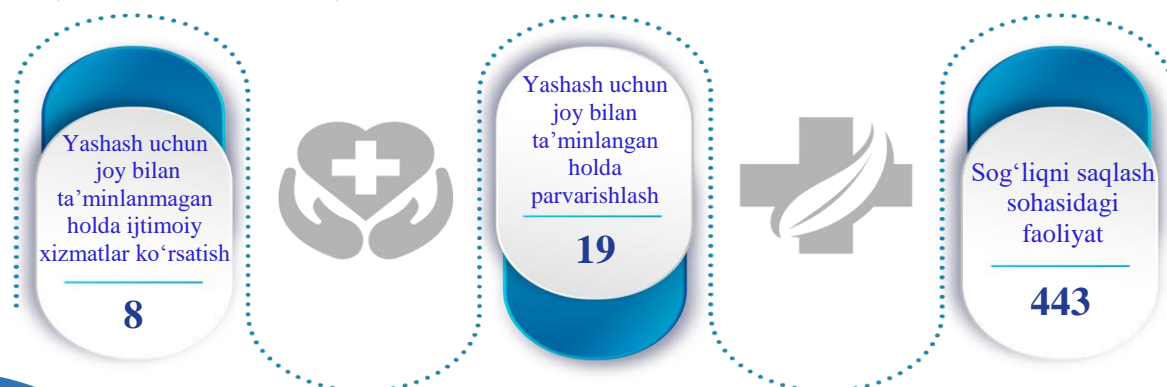 Yashash uchun
joy bilan
ta’minlanmagan
holda ijtimoiy
xizmatlar ko‘rsatish
8
Yashash uchun
joy bilan
ta’minlangan
holda
parvarishlash
19
Sog‘liqni saqlash
sohasidagi
faoliyat
443